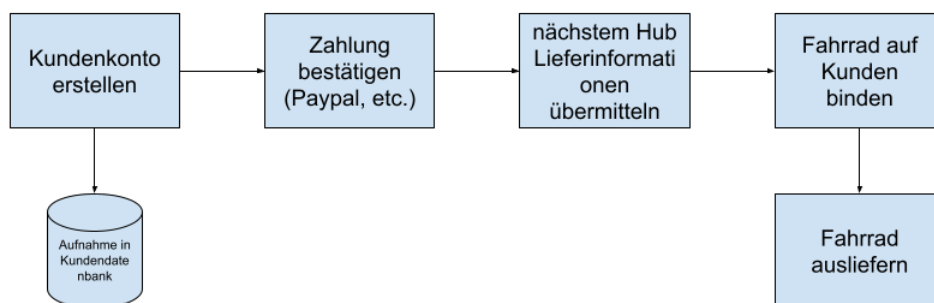 Kundenkonto
erstellen
Zahlung
bestätigen
(Paypal, etc.)
nächstem Hub
Lieferinformati
onen
übermitteln
Fahrrad auf
Kunden
binden
Aufnahme in
Kundendate
nbank
Fahrrad
ausliefern